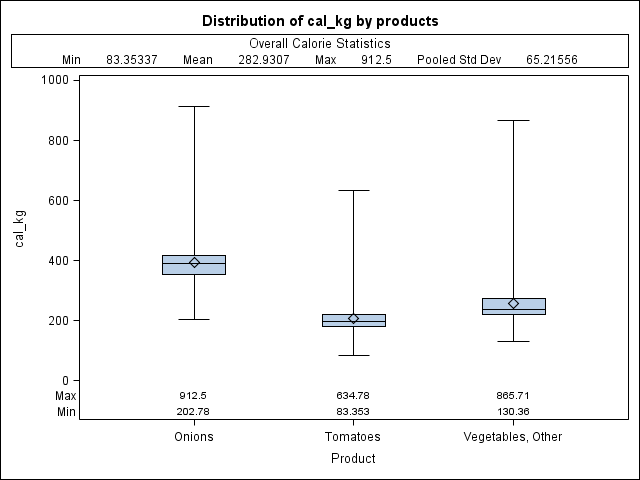 Distribution of cal_kg by products
Overall Calorie Statistics
Min 83.35337 Mean 282.9307 Max 912.5 Pooled Std Dev 65.21556
1000
800
600
400
200
0
cal_kg
Max 912.5 634.78 865.71
Min 202.78 83.353 130.36
Onions Tomatoes Vegetables, Other
Product